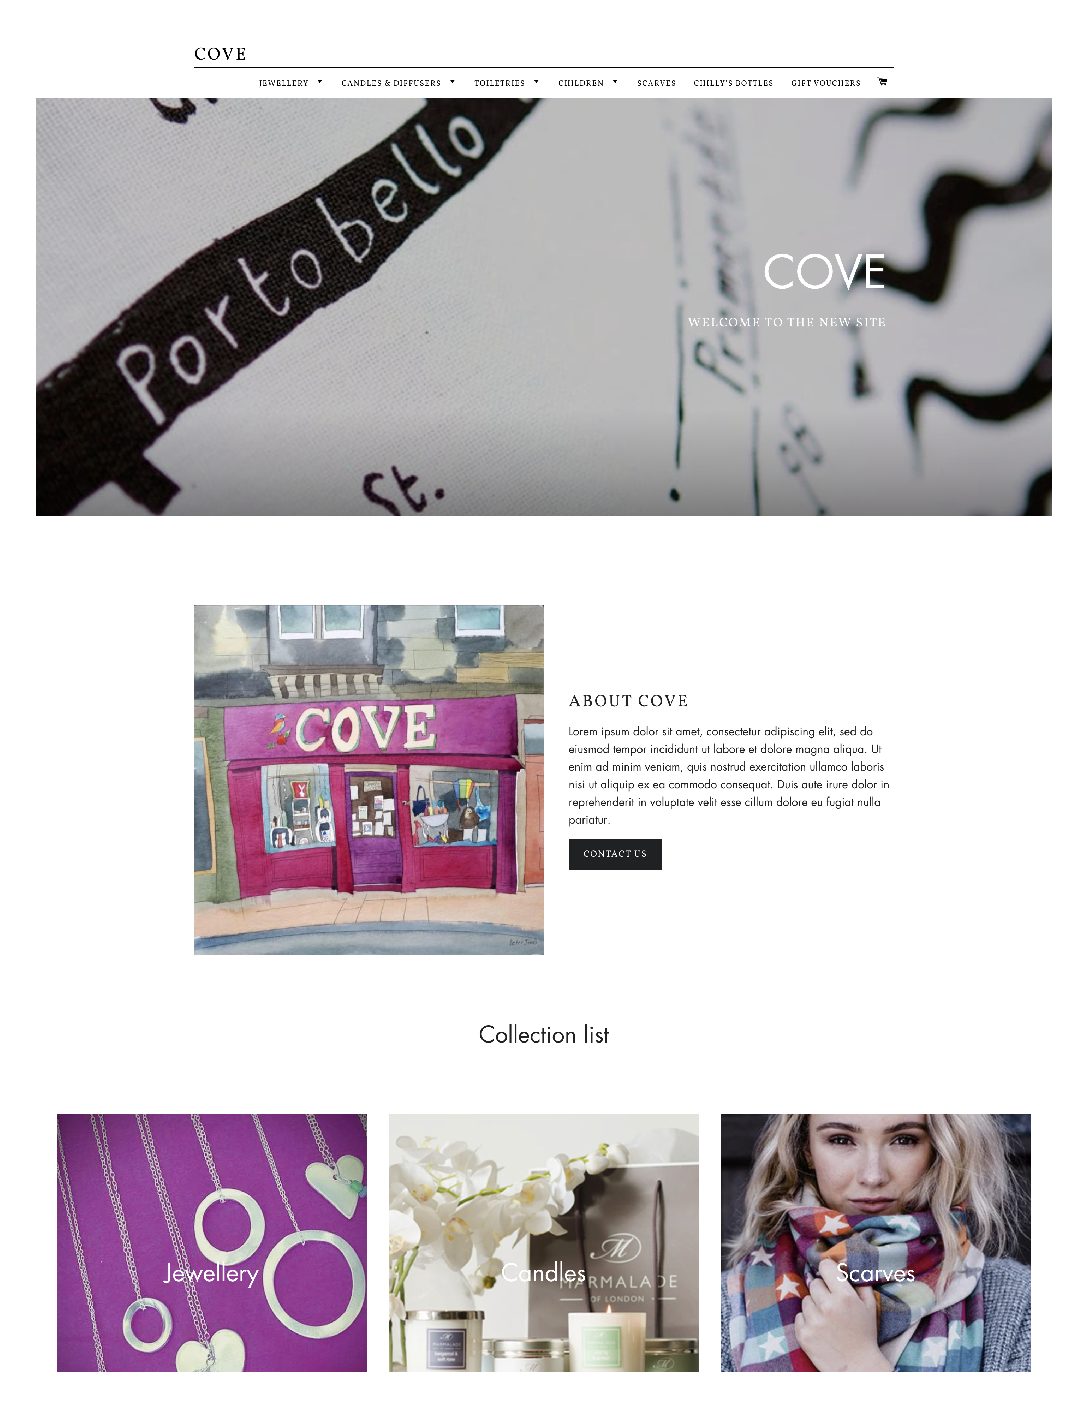 COVE
JEWELLERY
CANDLES & DIFFUSERS
TOILETRIES
CHILDREN
SCARVES
CHILLY'S BOTTLES
GIFT VOUCHERS
Portobello
Promenade
St.
COVE
WELCOME TO THE NEW SITE
COVE
ABOUT COVE
Lorem ipsum dolor sit amet, consectetur adipiscing elit, sed do
eiusmod tempor incididunt ut labore et dolore magna aliqua. Ut
enim ad minim veniam, quis nostrud exercitation ullamco laboris
nisi ut aliquip ex ea commodo consequat. Duis aute irure dolor in
reprehenderit in voluptate velit esse cillum dolore eu fugiat nulla
pariatur.
CONTACT US
Collection list
Jewellery
Candles
Scarves
M
MARMALADE
OF LONDON
MARMALADE